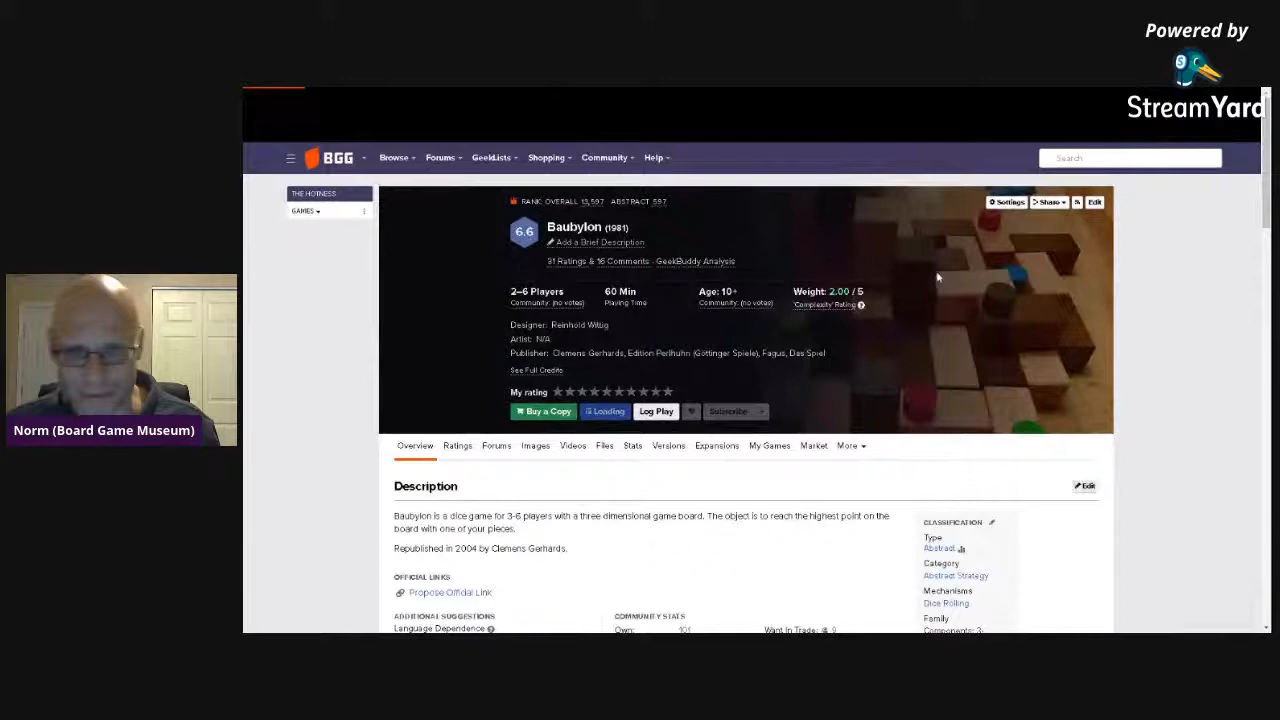 Powered by
StreamYard
BGG Browse Forums GeekLists Shopping Community Help Search
THE HOTNESS
GAMES
RANK: OVERALL 13,597 ABSTRACT 597
Settings Share Edit
6.6 Baubylon (1981)
Add a Brief Description
31 Ratings & 16 Comments · GeekBuddy Analysis
2–6 Players 60 Min Age: 10+ Weight: 2.00 / 5
Community: (no votes) Playing Time Community: (no votes) 'Complexity' Rating
Designer: Reinhold Wittig
Artist: N/A
Publisher: Clemens Gerhards, Edition Perlhuhn (Göttinger Spiele), Fagus, Das Spiel
See Full Credits
My rating
Buy a Copy Loading Log Play Subscribe
Norm (Board Game Museum)
Overview Ratings Forums Images Videos Files Stats Versions Expansions My Games Market More
Description Edit
Baubylon is a dice game for 3-6 players with a three dimensional game board. The object is to reach the highest point on the
board with one of your pieces.
Republished in 2004 by Clemens Gerhards.
OFFICIAL LINKS
Propose Official Link
ADDITIONAL SUGGESTIONS
Language Dependence
COMMUNITY STATS
Own: 101 Want In Trade: 9
CLASSIFICATION
Type
Abstract
Category
Abstract Strategy
Mechanisms
Dice Rolling
Family
Components: 3-